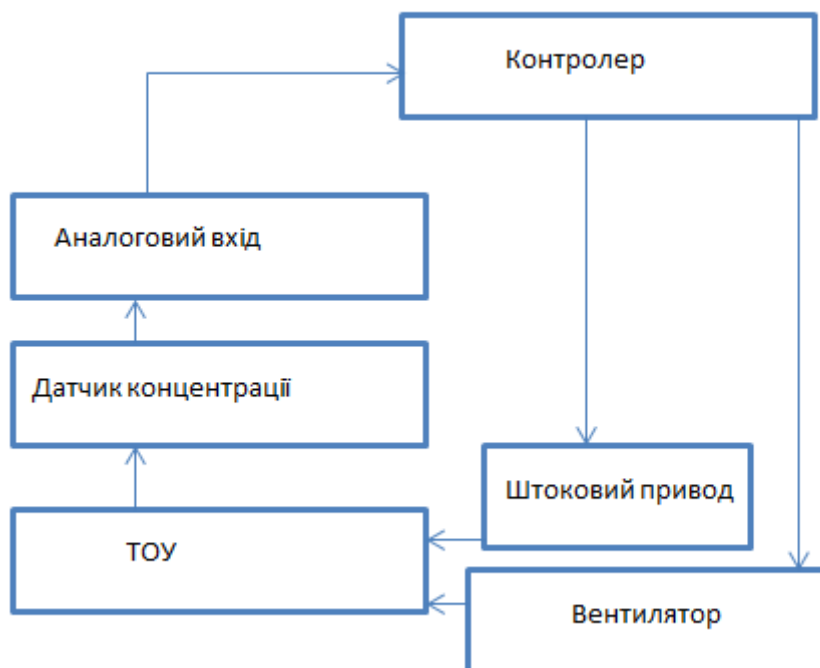 Контролер
Аналоговий вхід
Датчик концентрації
Штоковий привод
ТОУ
Вентилятор